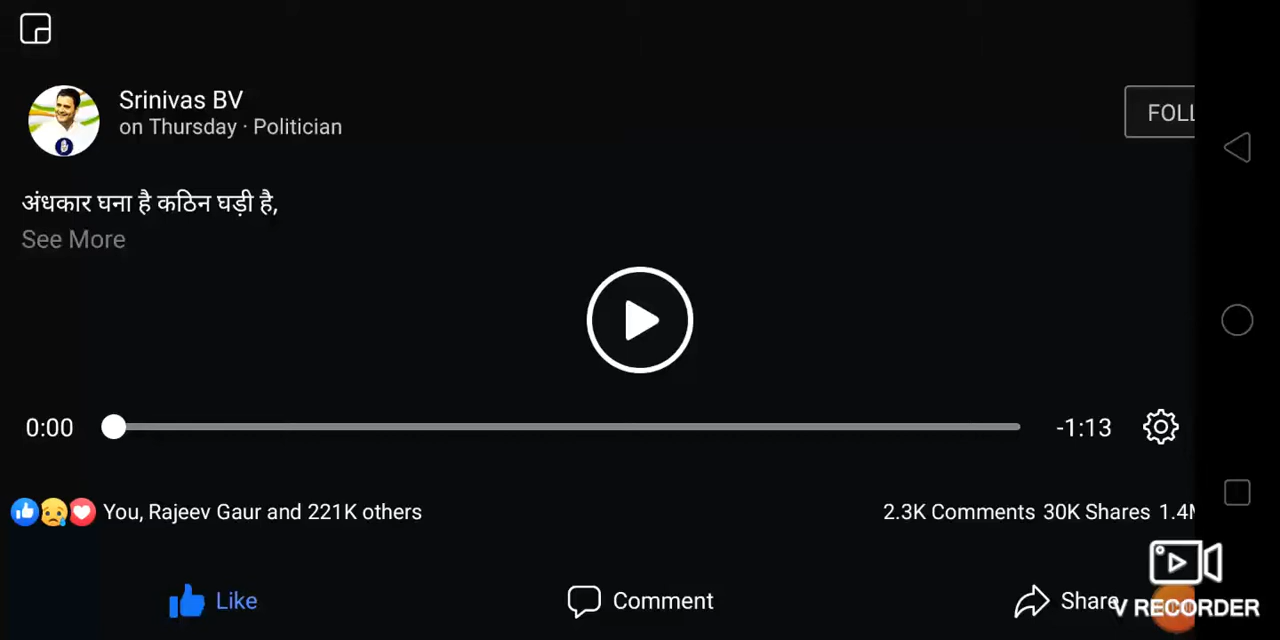 Srinivas BV
on Thursday · Politician
FOLL
अंधकार घना है कठिन घड़ी है,
See More
0:00
-1:13
You, Rajeev Gaur and 221K others
2.3K Comments 30K Shares 1.4M
Like
Comment
Share
V RECORDER